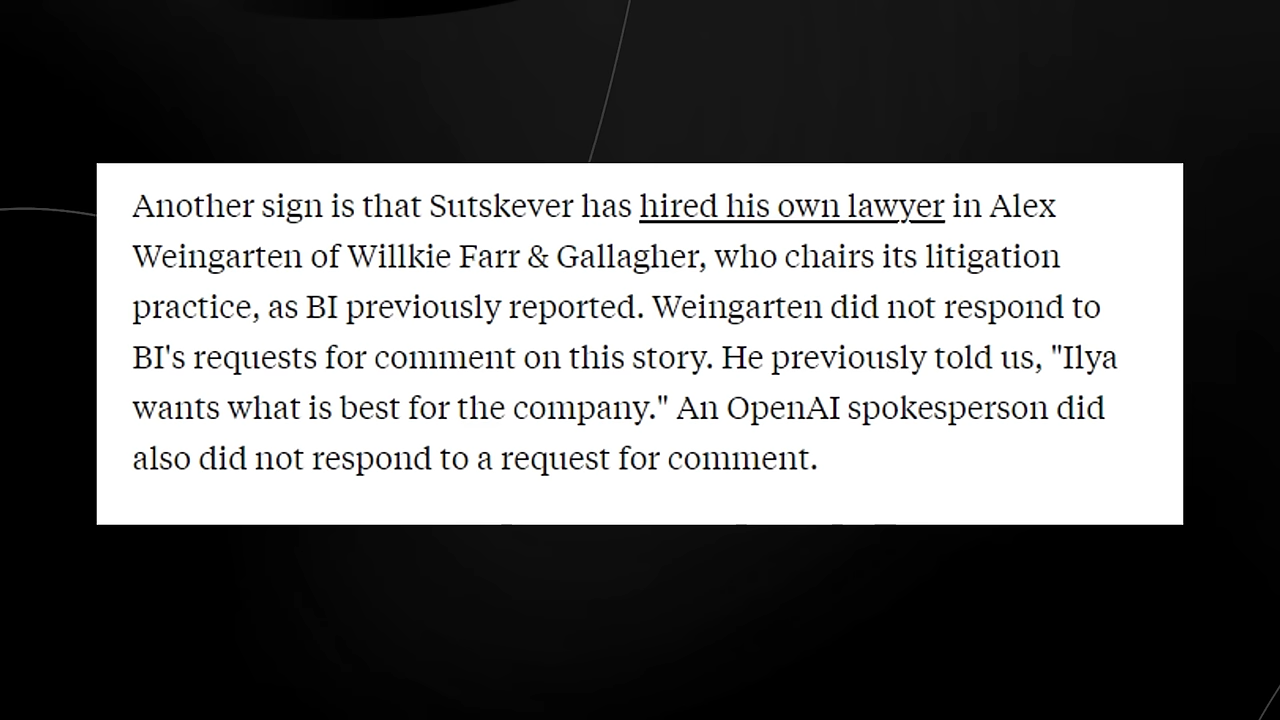 Another sign is that Sutskever has hired his own lawyer in Alex
Weingarten of Willkie Farr & Gallagher, who chairs its litigation
practice, as BI previously reported. Weingarten did not respond to
BI's requests for comment on this story. He previously told us, "Ilya
wants what is best for the company." An OpenAI spokesperson did
also did not respond to a request for comment.